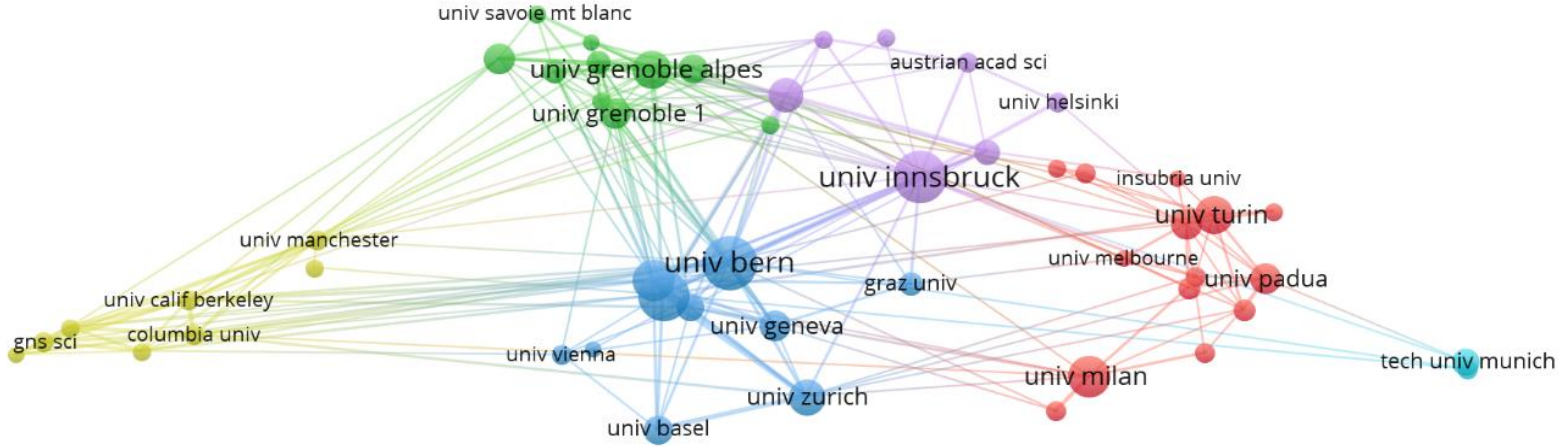 univ savoie mt blanc
univ grenoble alpes
austrian acad sci
univ helsinki
univ grenoble 1
univ innsbruck
insubria univ
univ turin
univ manchester
univ melbourne
univ bern
univ padua
graz univ
univ calif berkeley
columbia univ
gns sci
univ geneva
univ vienna
tech univ munich
univ milan
univ zurich
univ basel